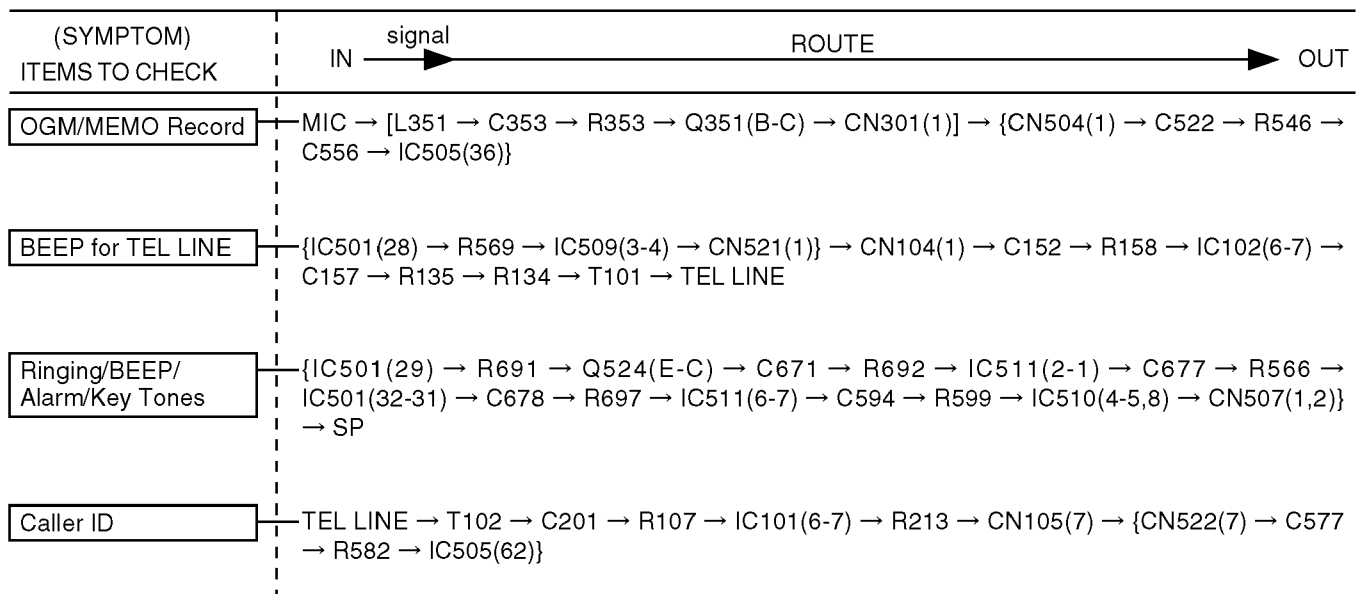 (SYMPTOM)
ITEMS TO CHECK
IN signal ROUTE OUT
OGM/MEMO Record
MIC → [L351 → C353 → R353 → Q351(B-C) → CN301(1)] → {CN504(1) → C522 → R546 →
C556 → IC505(36)}
BEEP for TEL LINE
{IC501(28) → R569 → IC509(3-4) → CN521(1)} → CN104(1) → C152 → R158 → IC102(6-7) →
C157 → R135 → R134 → T101 → TEL LINE
Ringing/BEEP/
Alarm/Key Tones
{IC501(29) → R691 → Q524(E-C) → C671 → R692 → IC511(2-1) → C677 → R566 →
IC501(32-31) → C678 → R697 → IC511(6-7) → C594 → R599 → IC510(4-5,8) → CN507(1,2)}
→ SP
Caller ID
TEL LINE → T102 → C201 → R107 → IC101(6-7) → R213 → CN105(7) → {CN522(7) → C577
→ R582 → IC505(62)}